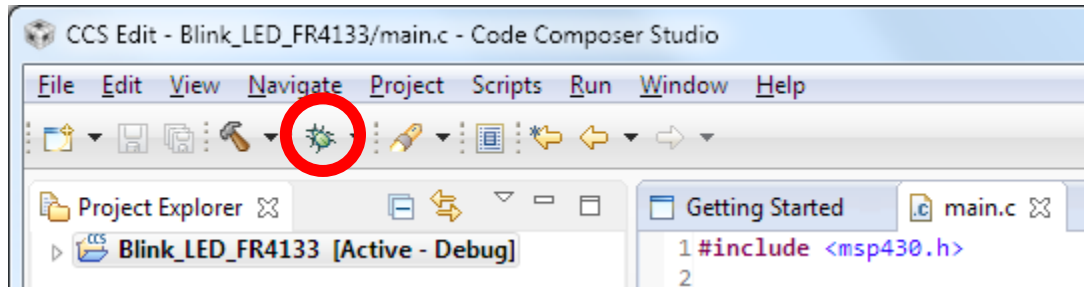 CCS Edit - Blink_LED_FR4133/main.c - Code Composer Studio
File Edit View Navigate Project Scripts Run Window Help
Project Explorer
CCS Blink_LED_FR4133 [Active - Debug]
Getting Started
.c main.c
1 #include <msp430.h>
2